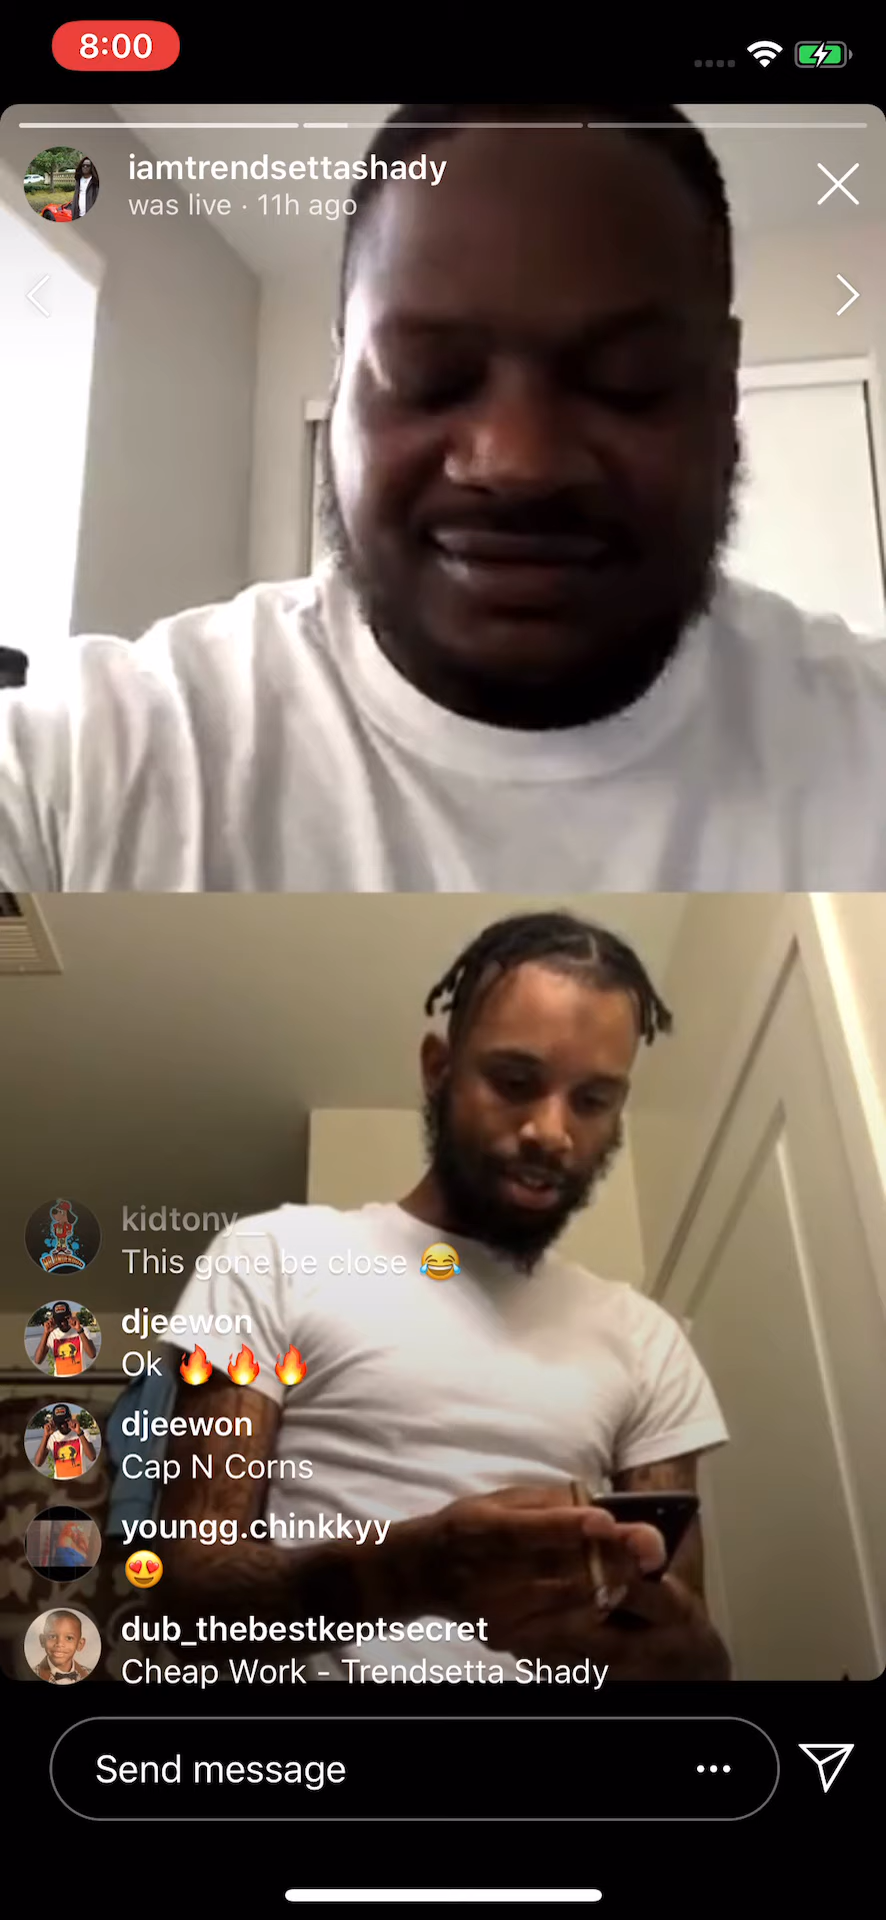 8:00
iamtrendsettashady
was live · 11h ago
kidtony__
This gone be close 😂
djeewon
Ok 🔥🔥🔥
djeewon
Cap N Corns
youngg.chinkkyy
😍
dub_thebestkeptsecret
Cheap Work - Trendsetta Shady
Send message